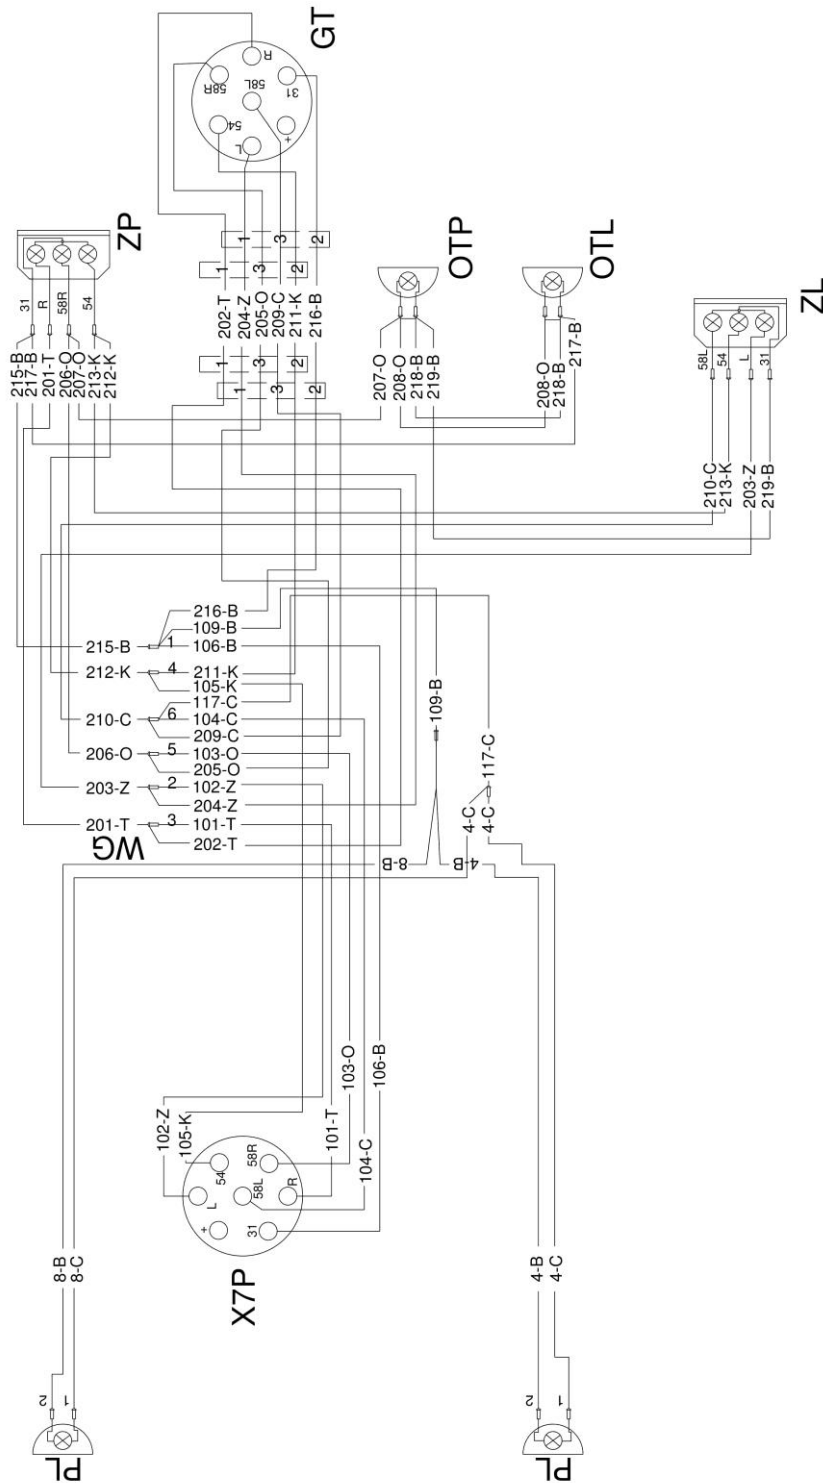 GT
R
58R
58L
31
54
L
+
ZP
31
R
58R
54
215-B
217-B
201-T
206-O
207-O
213-K
212-K
1
3
2
1
3
2
202-T
204-Z
205-O
209-C
211-K
216-B
1
3
2
1
3
2
OTP
207-O
208-O
218-B
219-B
OTL
208-O
218-B
217-B
ZL
58L
54
L
31
210-C
213-K
203-Z
219-B
215-B
1
216-B
109-B
106-B
212-K
4
211-K
105-K
210-C
6
117-C
104-C
209-C
206-O
5
103-O
205-O
203-Z
2
102-Z
204-Z
201-T
3
101-T
202-T
WG
109-B
117-C
4-C
4-C
8-B
4-B
102-Z
105-K
101-T
103-O
104-C
106-B
X7P
54
58R
L
58L
R
+
31
8-B
8-C
4-B
4-C
2
1
PL
2
1
PL